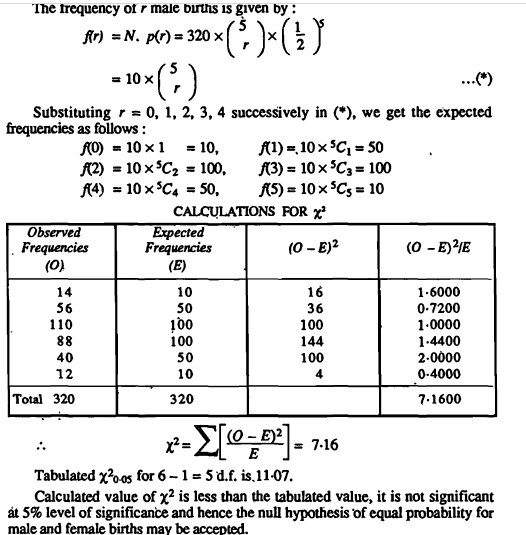 The frequency of r male births is given by :
f(r) = N. p(r) = 320 × (5 r) × (1/2)^5
= 10 × (5 r) ...(*)
Substituting r = 0, 1, 2, 3, 4 successively in (*), we get the expected
frequencies as follows :
f(0) = 10 × 1 = 10, f(1) = 10 × ⁵C₁ = 50
f(2) = 10 × ⁵C₂ = 100, f(3) = 10 × ⁵C₃ = 100
f(4) = 10 × ⁵C₄ = 50, f(5) = 10 × ⁵C₅ = 10
CALCULATIONS FOR χ²
Observed Frequencies (O) Expected Frequencies (E) (O – E)² (O – E)²/E
14 10 16 1·6000
56 50 36 0·7200
110 100 100 1·0000
88 100 144 1·4400
40 50 100 2·0000
12 10 4 0·4000
Total 320 320 7·1600
∴ χ² = ∑[(O – E)²/E] = 7·16
Tabulated χ²₀.₀₅ for 6 – 1 = 5 d.f. is 11·07.
Calculated value of χ² is less than the tabulated value, it is not significant
at 5% level of significance and hence the null hypothesis of equal probability for
male and female births may be accepted.